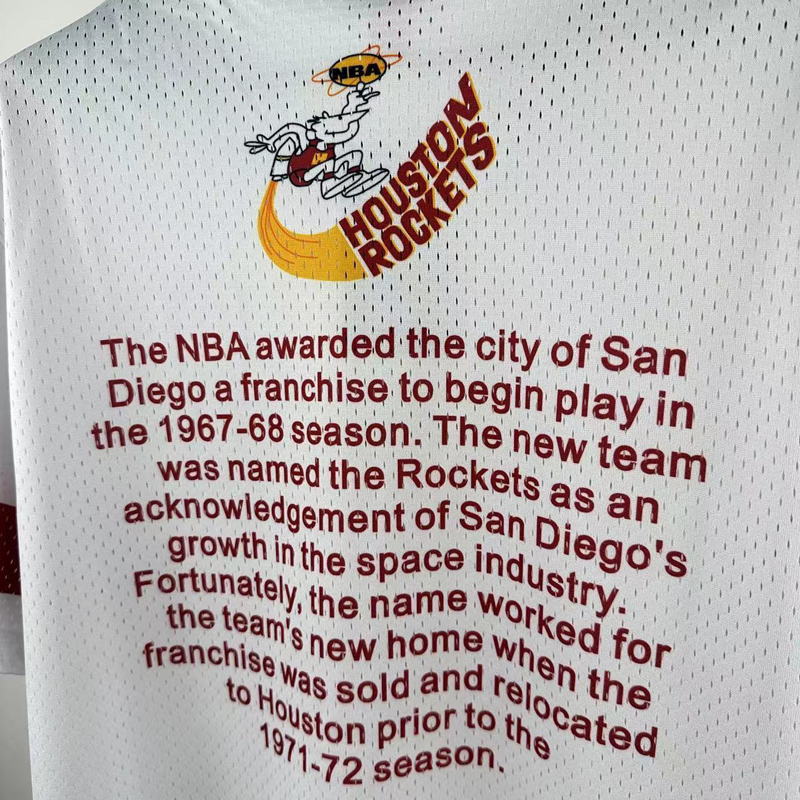 NBA
HOUSTON
ROCKETS
The NBA awarded the city of San
Diego a franchise to begin play in
the 1967-68 season. The new team
was named the Rockets as an
acknowledgement of San Diego's
growth in the space industry.
Fortunately, the name worked for
the team's new home when the
franchise was sold and relocated
to Houston prior to the
1971-72 season.